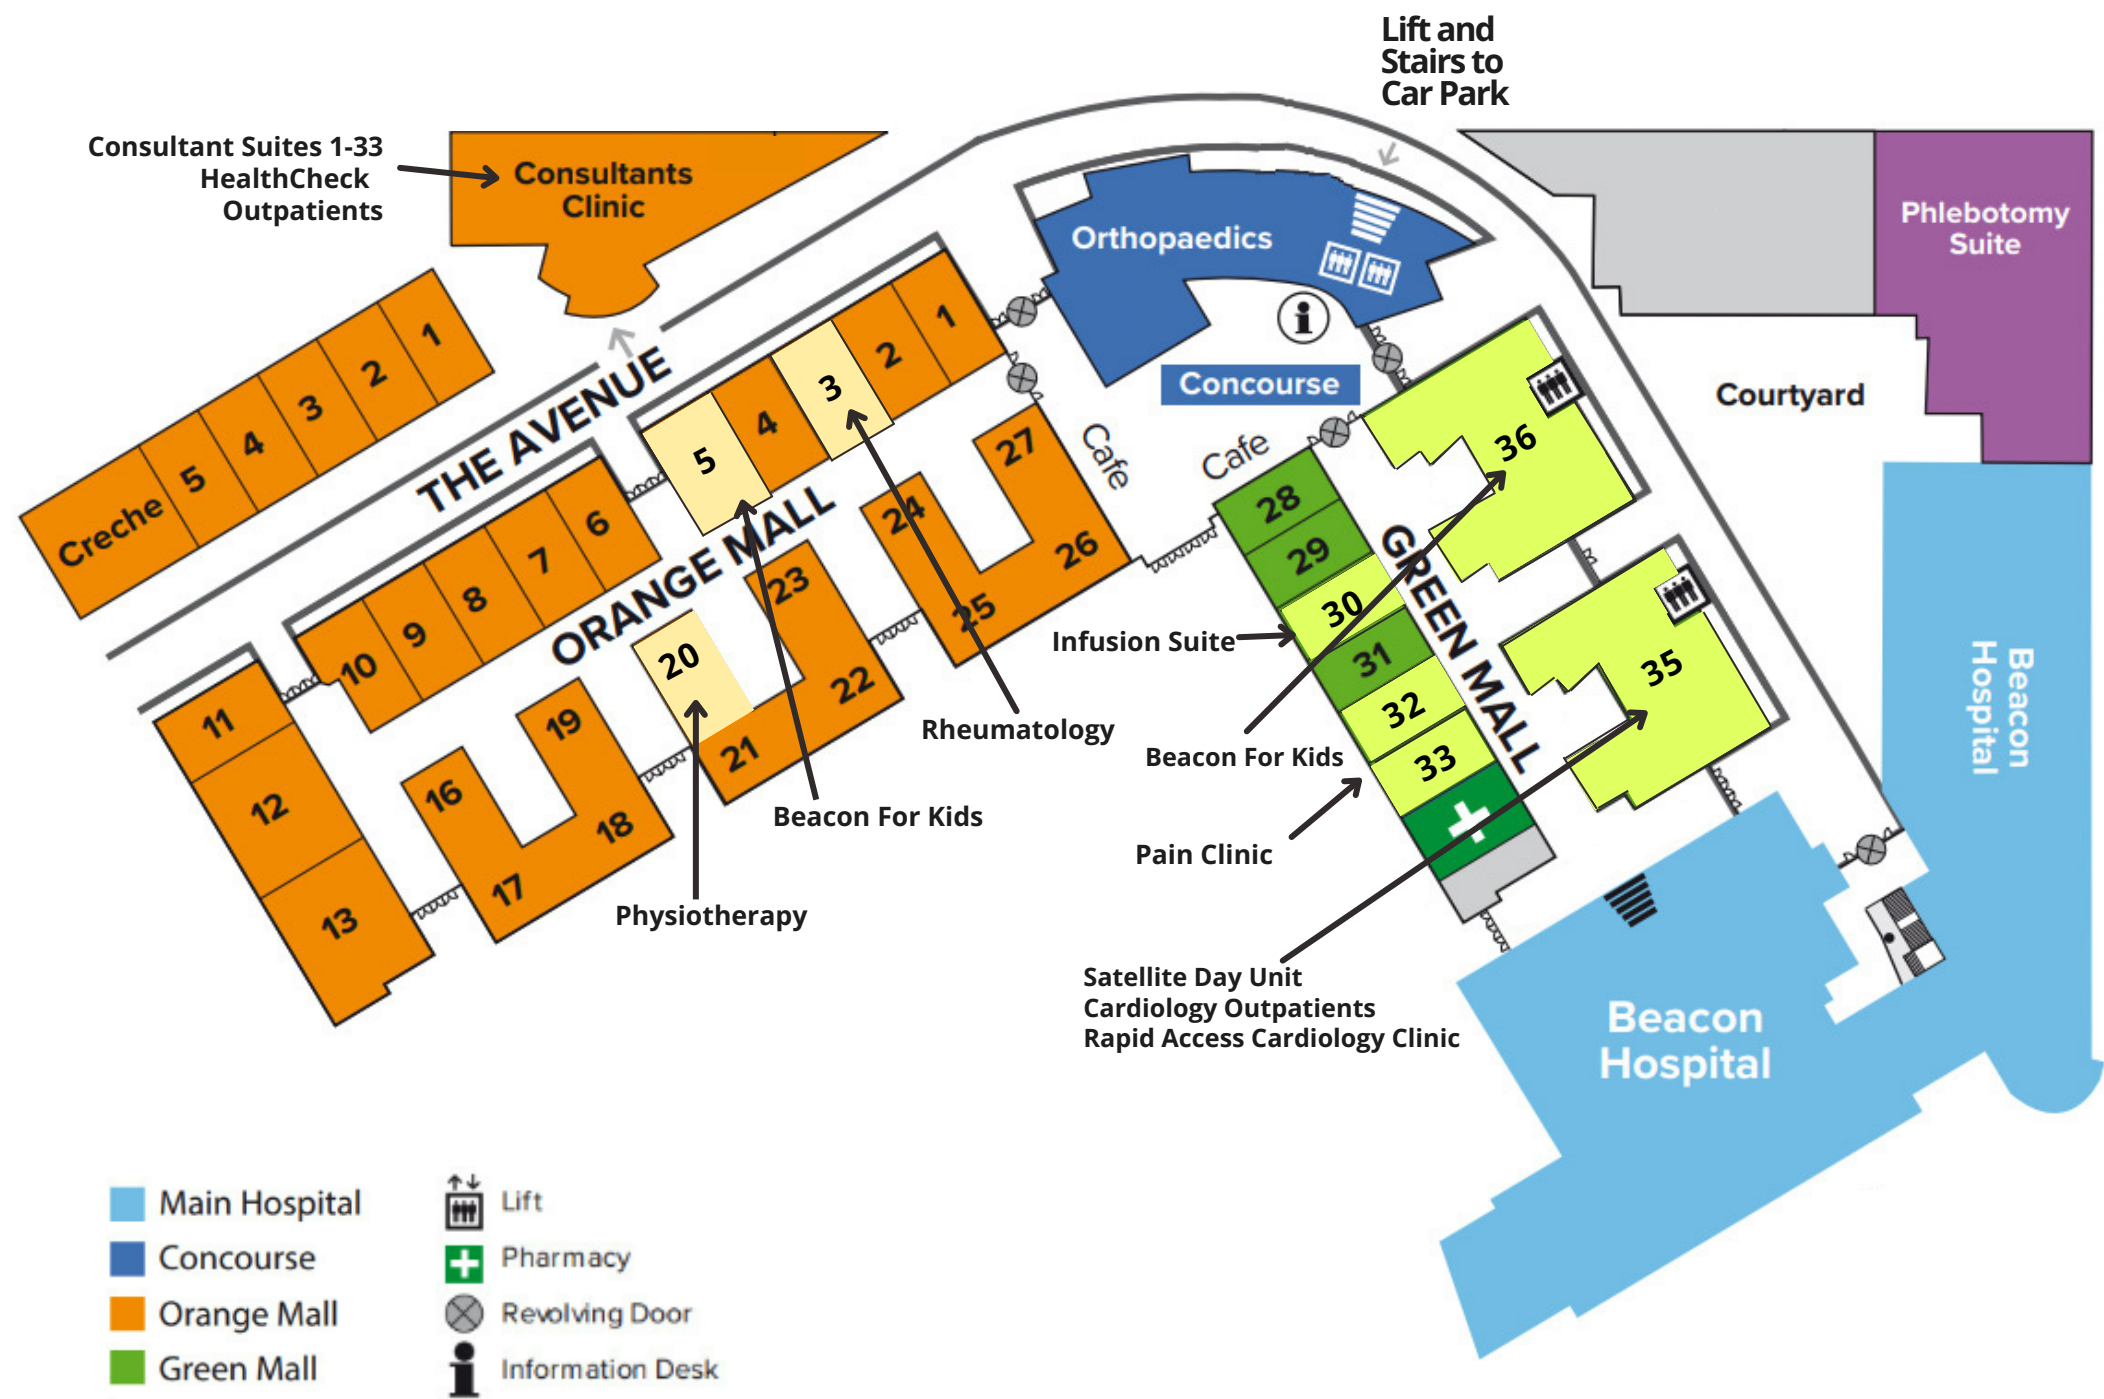 Lift and
Stairs to
Car Park
Consultant Suites 1-33
HealthCheck
Outpatients
Consultants
Clinic
Phlebotomy
Suite
Orthopaedics
Concourse
Courtyard
Creche
5
4
3
2
1
THE AVENUE
5
4
3
2
1
10
9
8
7
6
ORANGE MALL
11
12
13
16
17
18
19
20
21
22
23
24
25
26
27
Cafe
Cafe
28
29
30
31
32
33
GREEN MALL
36
35
Infusion Suite
Rheumatology
Beacon For Kids
Beacon For Kids
Pain Clinic
Physiotherapy
Satellite Day Unit
Cardiology Outpatients
Rapid Access Cardiology Clinic
Beacon
Hospital
Beacon
Hospital
Main Hospital
Concourse
Orange Mall
Green Mall
Lift
Pharmacy
Revolving Door
Information Desk